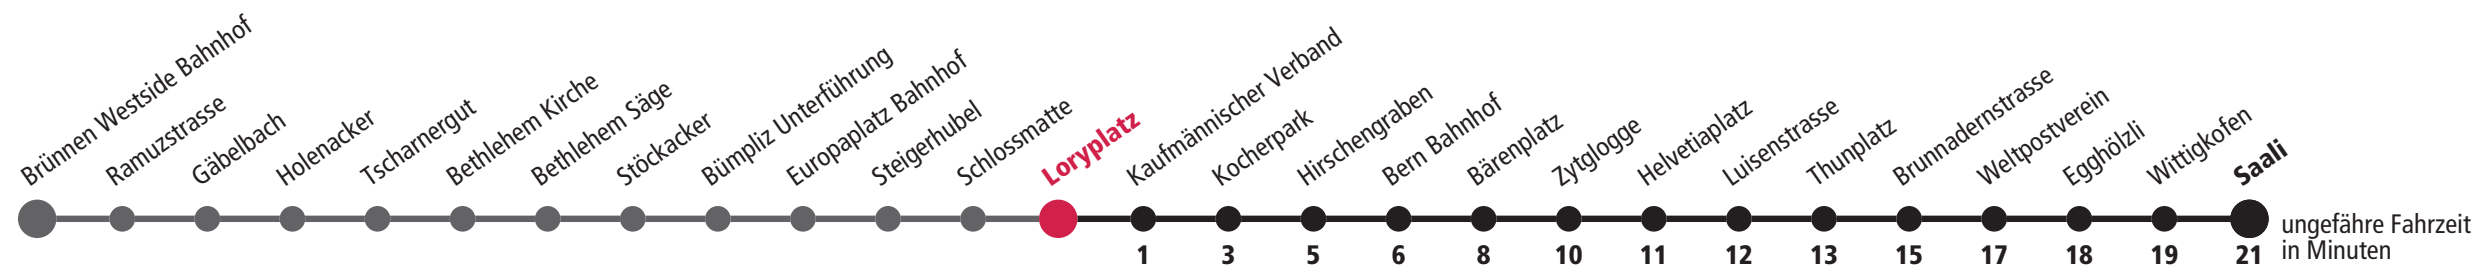 Brünnen Westside Bahnhof
Ramuzstrasse
Gäbelbach
Holenacker
Tscharnergut
Bethlehem Kirche
Bethlehem Säge
Stöckacker
Bümpliz Unterführung
Europaplatz Bahnhof
Steigerhubel
Schlossmatte
Loryplatz
Kaufmännischer Verband
Kocherpark
Hirschengraben
Bern Bahnhof
Bärenplatz
Zytglogge
Helvetiaplatz
Luisenstrasse
Thunplatz
Brunnadernstrasse
Weltpostverein
Egghölzli
Wittigkofen
Saali
1 3 5 6 8 10 11 12 13 15 17 18 19 21
ungefähre Fahrzeit
in Minuten